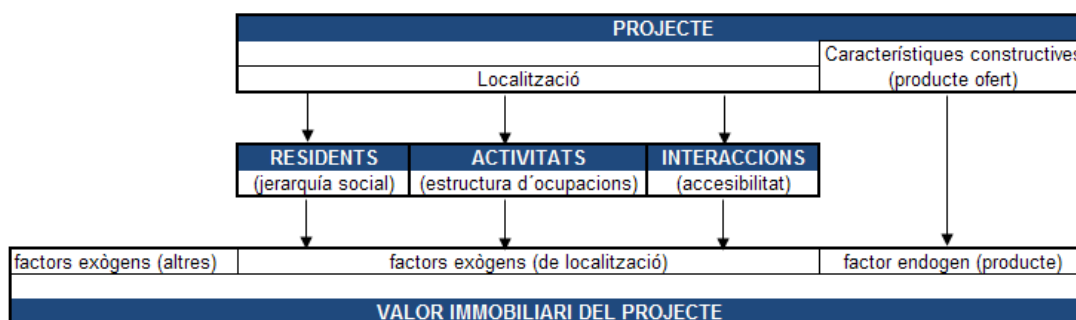 PROJECTE
Característiques constructives
Localització
(producte ofert)
RESIDENTS
ACTIVITATS
INTERACCIONS
(jerarquía social)
(estructura d´ocupacions)
(accesibilitat)
factors exògens (altres)
factors exògens (de localització)
factor endogen (producte)
VALOR IMMOBILIARI DEL PROJECTE